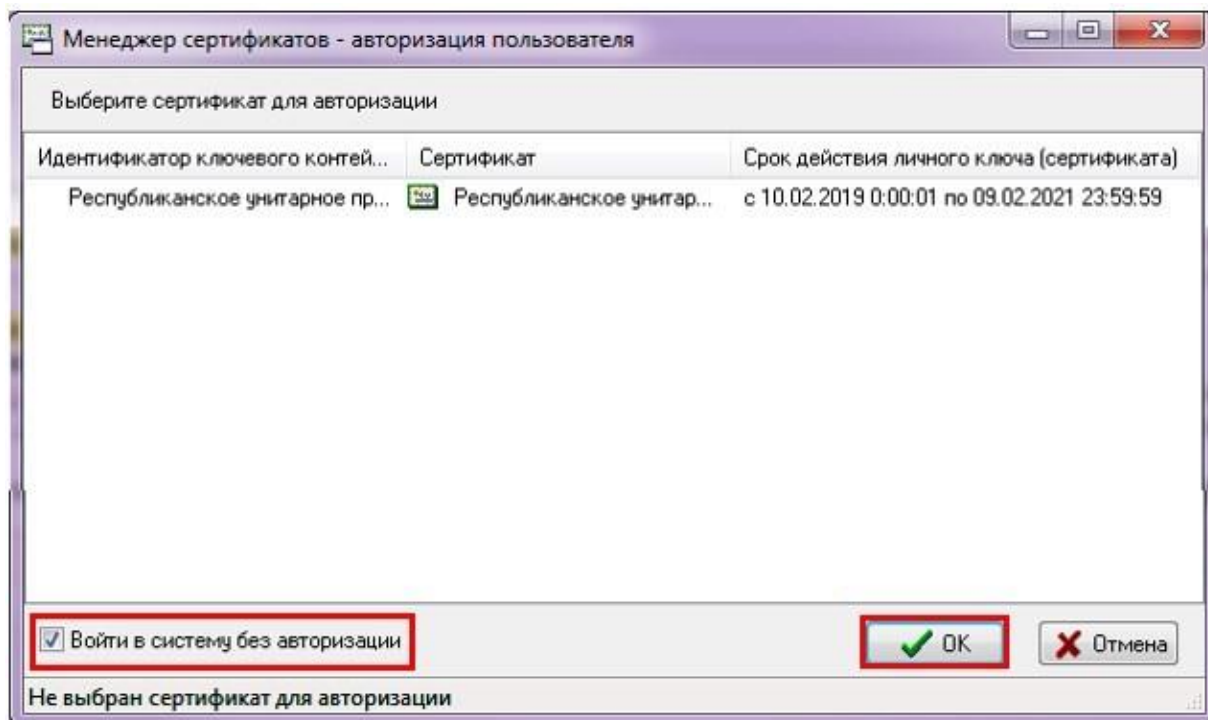 Менеджер сертификатов - авторизация пользователя
Выберите сертификат для авторизации
Идентификатор ключевого контей... Сертификат Срок действия личного ключа (сертификата)
Республиканское унитарное пр... Республиканское унитар... с 10.02.2019 0:00:01 по 09.02.2021 23:59:59
Войти в систему без авторизации OK Отмена
Не выбран сертификат для авторизации